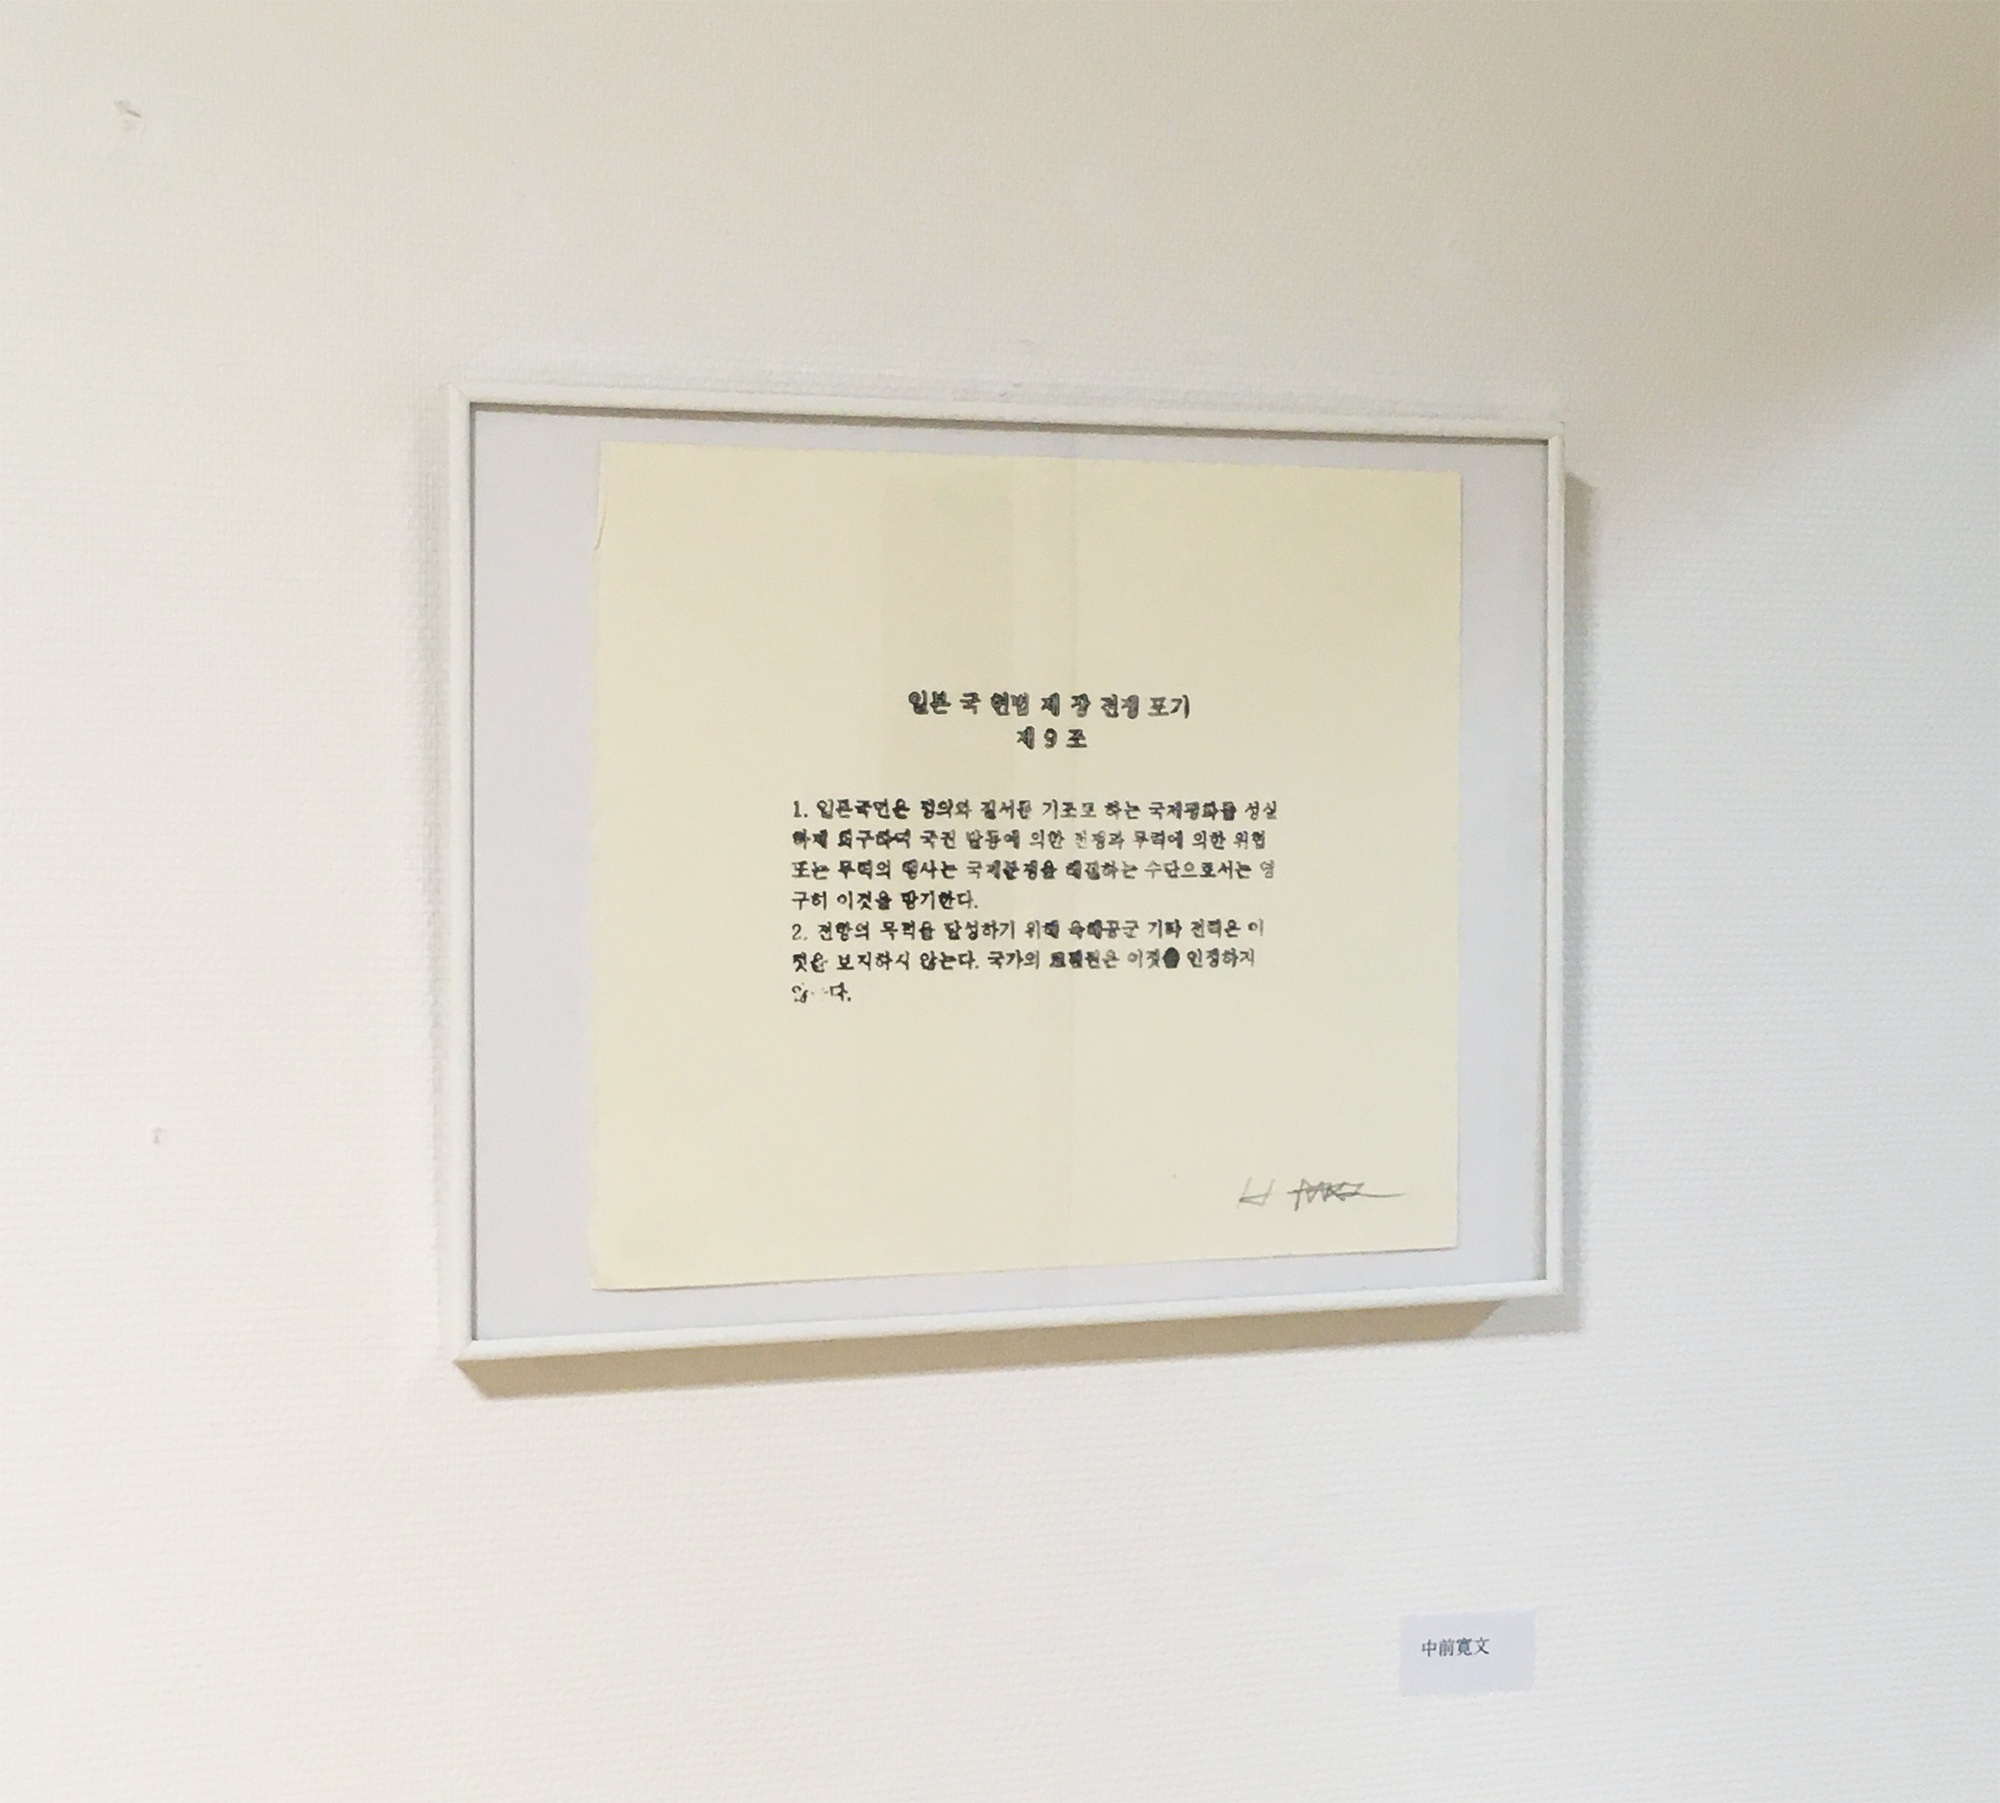 일본 국 헌법 제 장 전쟁 포기
제 9 조
1. 일본국민은 정의와 질서를 기조로 하는 국제평화를 성실
하게 희구하며 국권 발동에 의한 전쟁과 무력에 의한 위협
또는 무력의 행사는 국제분쟁을 해결하는 수단으로서는 영
구히 이것을 방기한다.
2. 전항의 목적을 달성하기 위해 육해공군 기타 전력은 이
것을 보지하지 않는다. 국가의 교전권은 이것을 인정하지
中前寛文